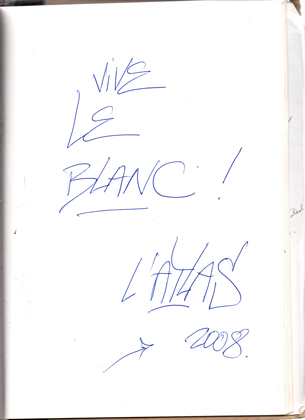 VIVE
LE
BLANC !
L'ATLAS
2008.